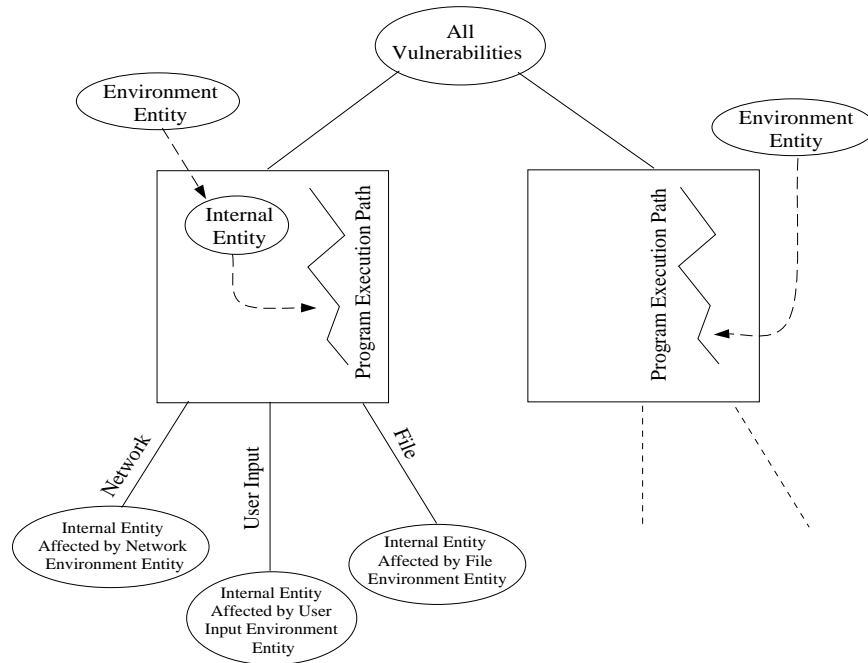 All
Vulnerabilities
Environment
Entity
Environment
Entity
Internal
Entity
Program Execution Path
Program Execution Path
Network
User Input
File
Internal Entity
Affected by Network
Environment Entity
Internal Entity
Affected by User
Input Environment
Entity
Internal Entity
Affected by File
Environment Entity